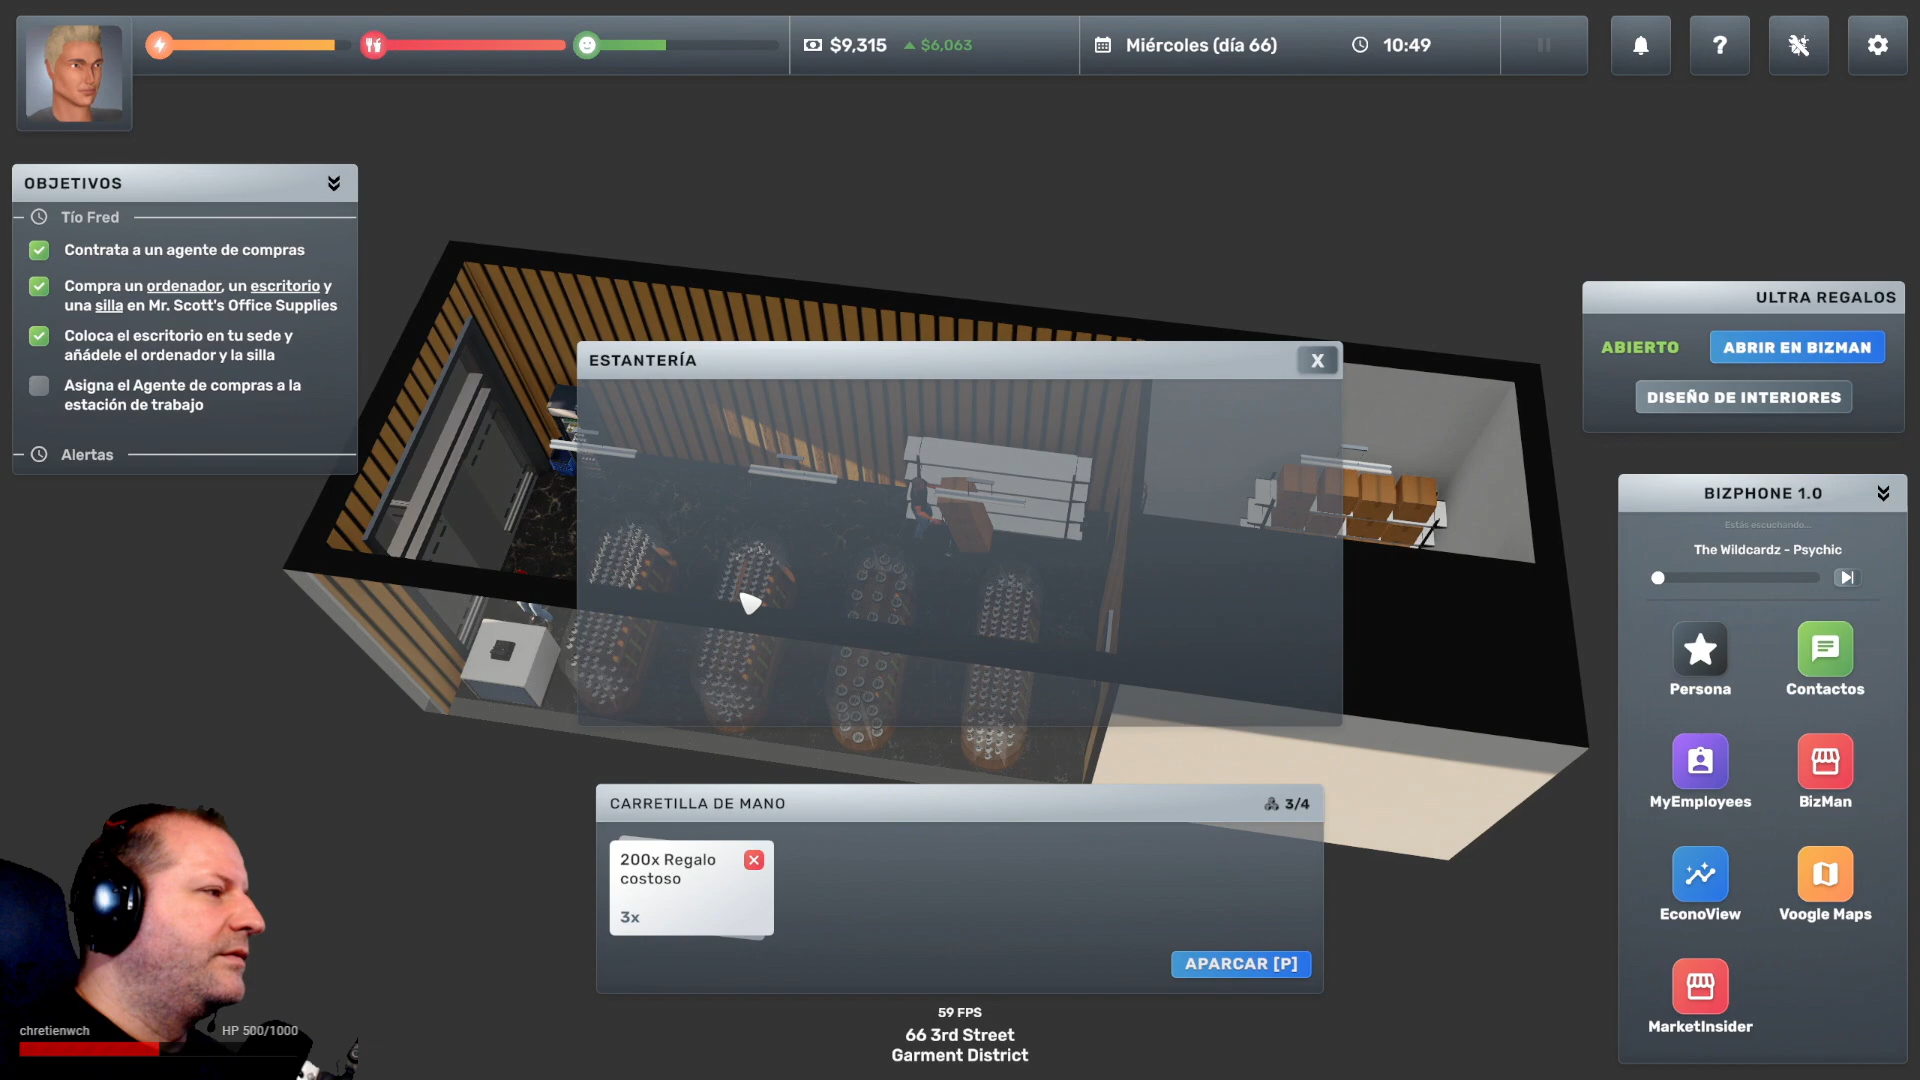 $9,315
$6,063
Miércoles (día 66)
10:49
?
OBJETIVOS
Tío Fred
Contrata a un agente de compras
Compra un ordenador, un escritorio y
una silla en Mr. Scott's Office Supplies
Coloca el escritorio en tu sede y
añádele el ordenador y la silla
Asigna el Agente de compras a la
estación de trabajo
Alertas
ESTANTERÍA
X
ULTRA REGALOS
ABIERTO
ABRIR EN BIZMAN
DISEÑO DE INTERIORES
BIZPHONE 1.0
Estás escuchando...
The Wildcardz - Psychic
Persona
Contactos
MyEmployees
BizMan
EconoView
Voogle Maps
MarketInsider
CARRETILLA DE MANO
3/4
200x Regalo
costoso
3x
APARCAR [P]
59 FPS
66 3rd Street
Garment District
chretienwch
HP 500/1000